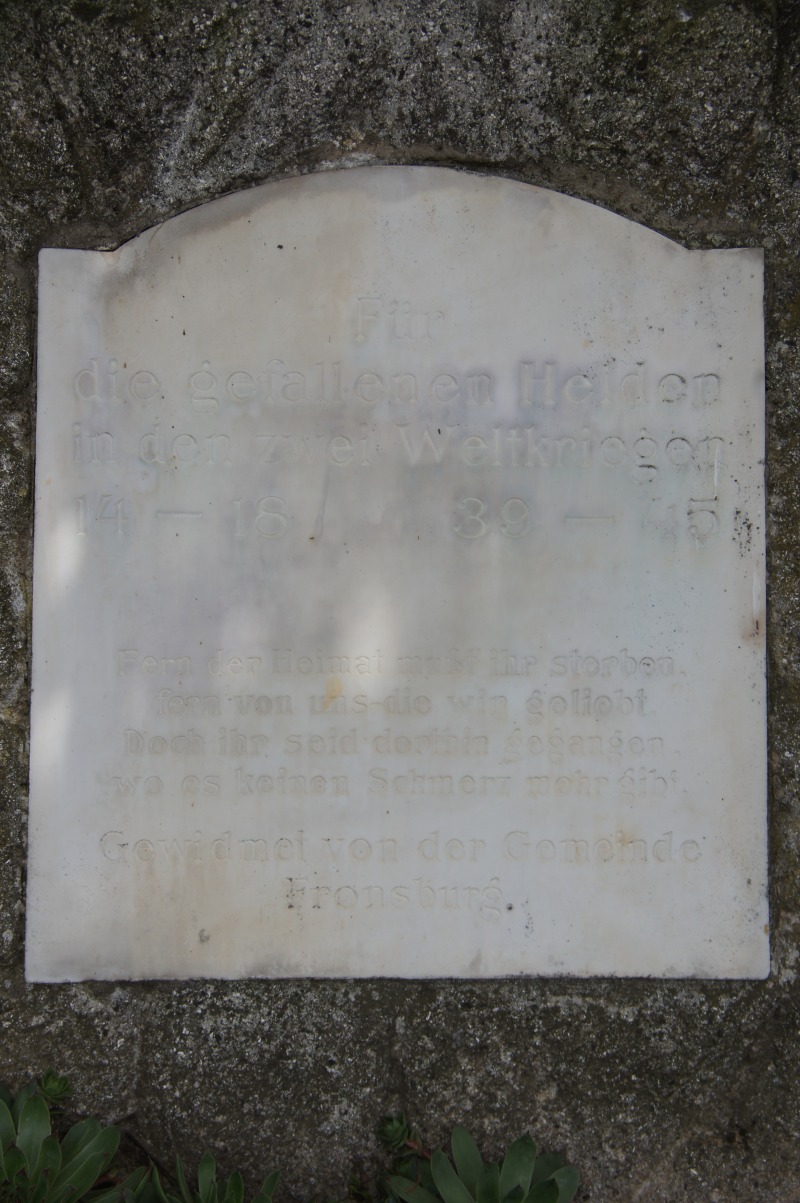 Für
die gefallenen Helden
in den zwei Weltkriegen
14 — 18 / 39 — 45
Fern der Heimat mußt ihr sterben,
fern von uns-die wir geliebt.
Doch ihr seid dorthin gegangen
wo es keinen Schmerz mehr gibt.
Gewidmet von der Gemeinde
Fronsburg.